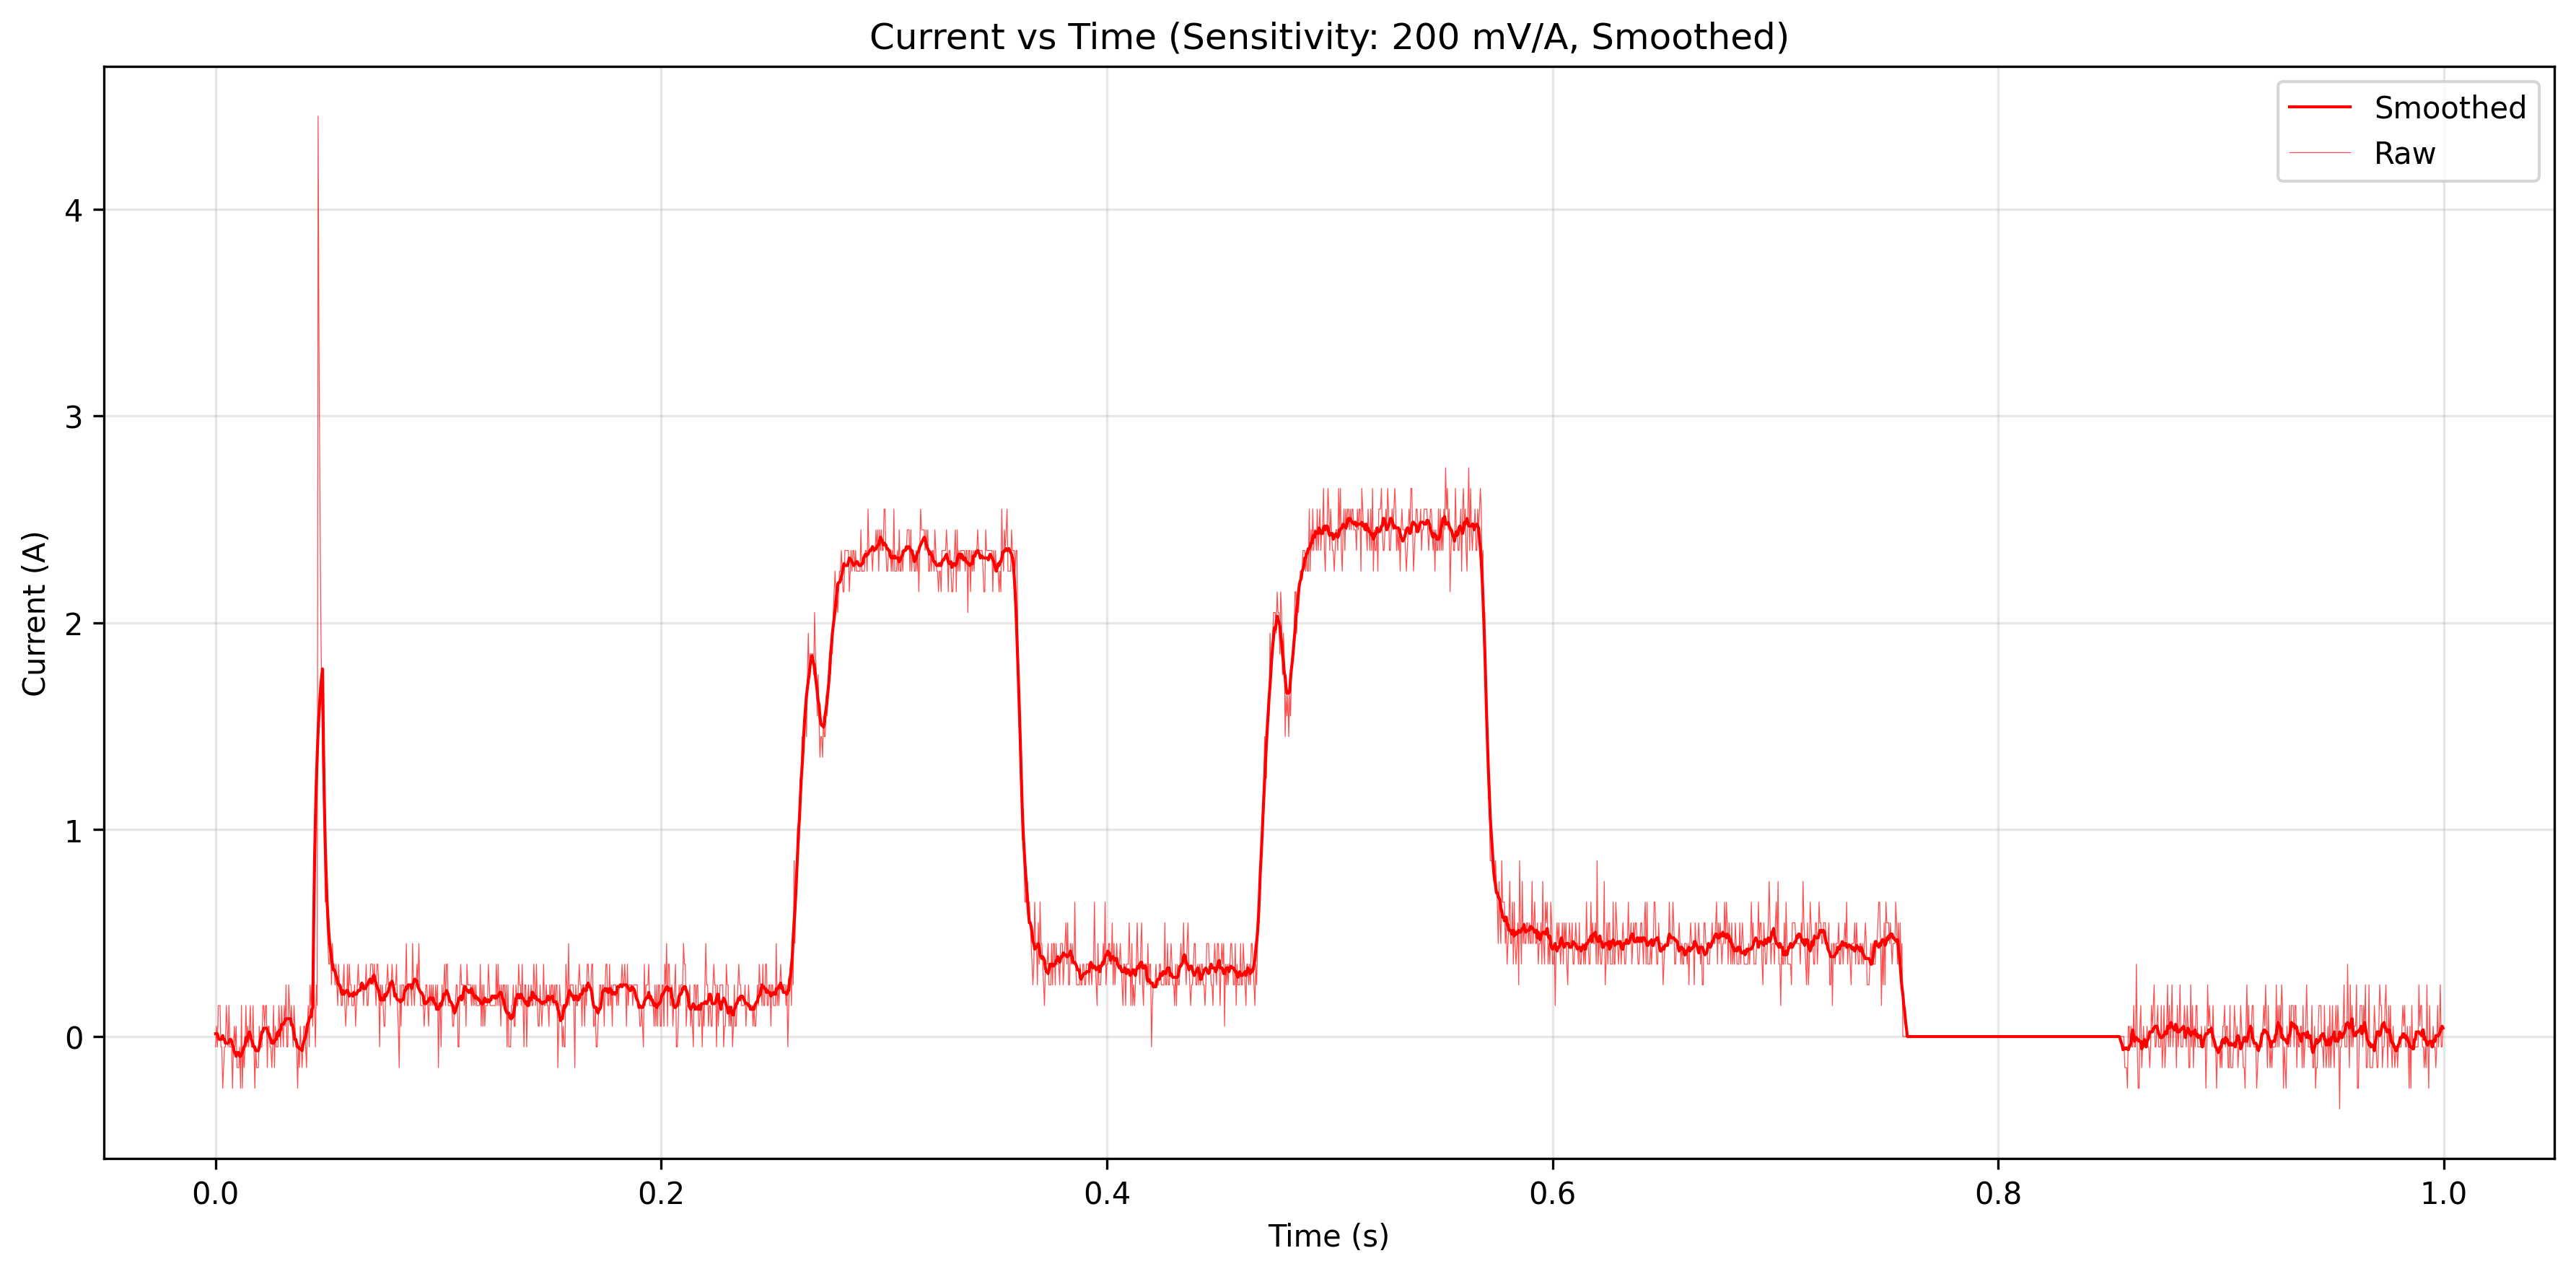 Current vs Time (Sensitivity: 200 mV/A, Smoothed)
Smoothed
Raw
Current (A)
4
3
2
1
0
0.0 0.2 0.4 0.6 0.8 1.0
Time (s)